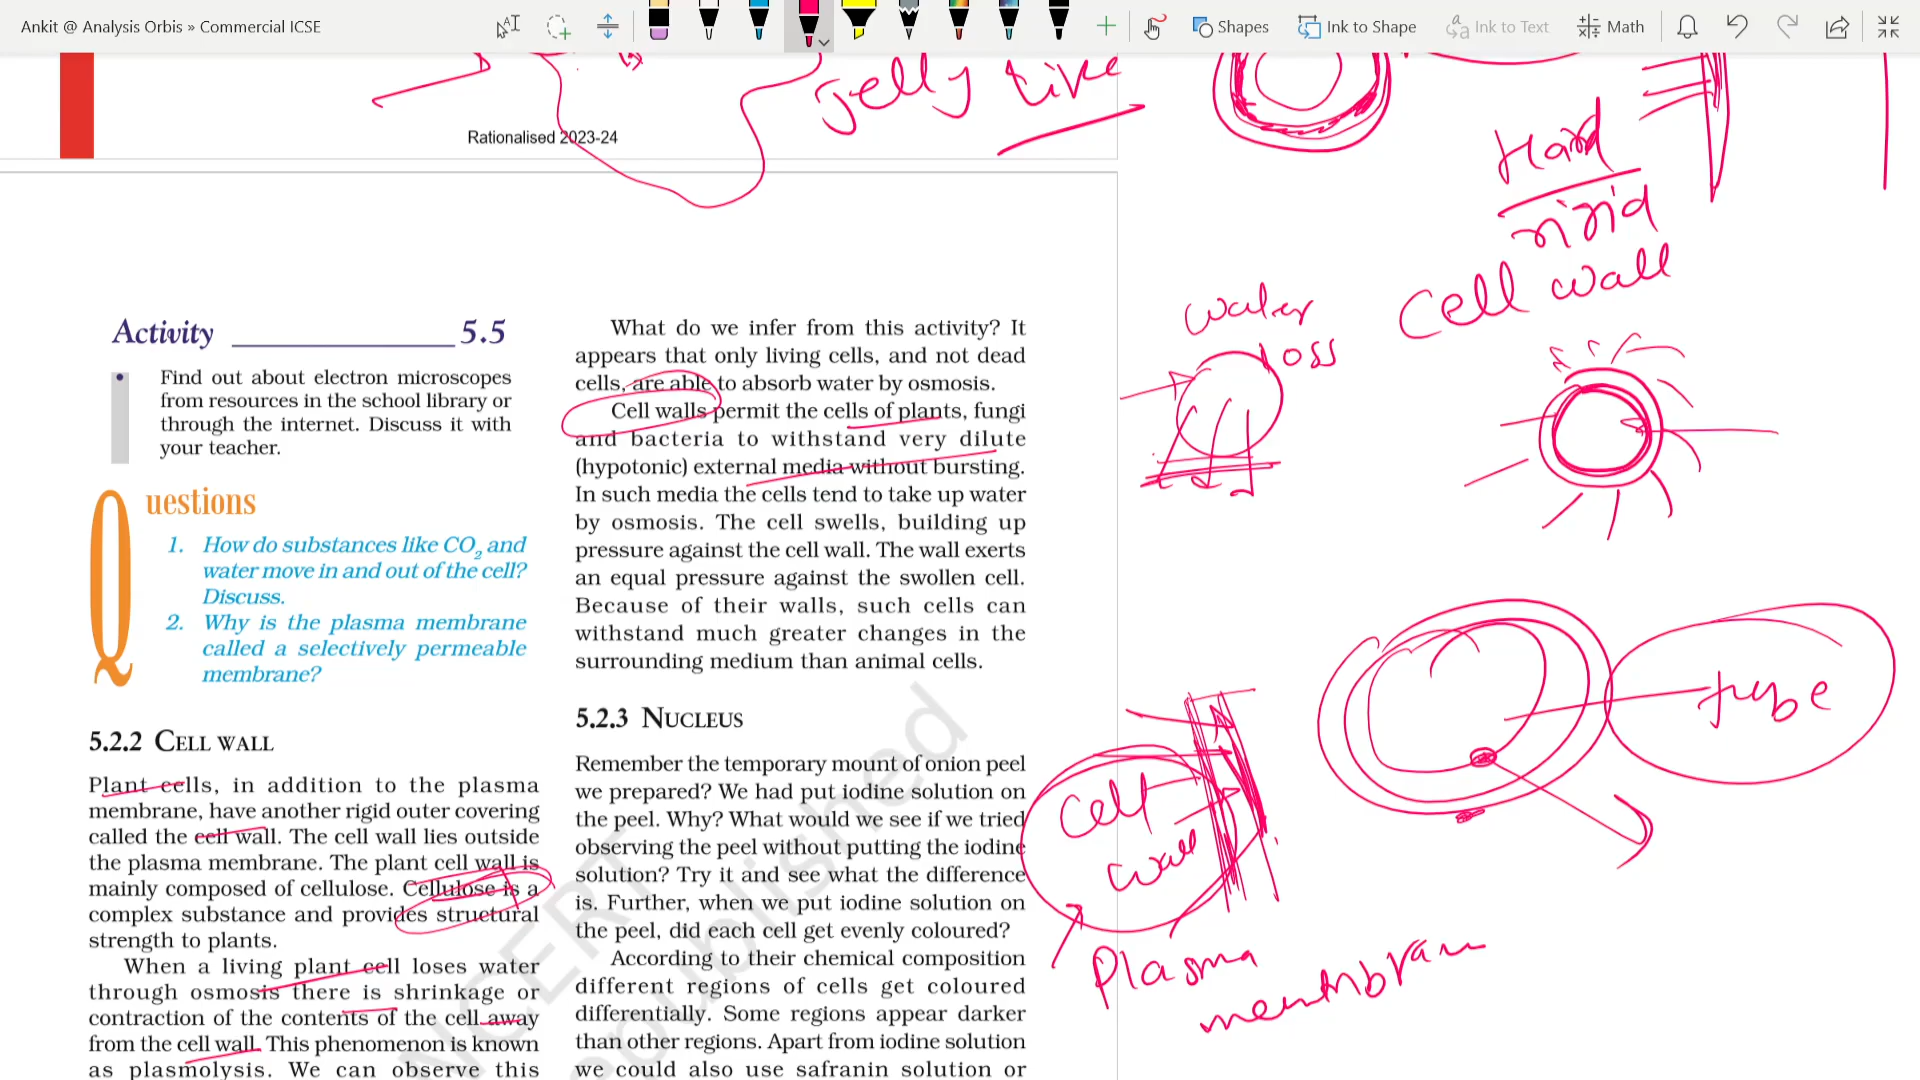 Ankit @ Analysis Orbis » Commercial ICSE
Shapes
Ink to Shape
Ink to Text
Math
Jelly like
Rationalised 2023-24
Hard
rigid
Cell wall
water
loss
Activity 5.5
• Find out about electron microscopes
from resources in the school library or
through the internet. Discuss it with
your teacher.
Questions
1. How do substances like CO2 and
water move in and out of the cell?
Discuss.
2. Why is the plasma membrane
called a selectively permeable
membrane?
5.2.2 CELL WALL
Plant cells, in addition to the plasma
membrane, have another rigid outer covering
called the cell wall. The cell wall lies outside
the plasma membrane. The plant cell wall is
mainly composed of cellulose. Cellulose is a
complex substance and provides structural
strength to plants.
When a living plant cell loses water
through osmosis there is shrinkage or
contraction of the contents of the cell away
from the cell wall. This phenomenon is known
as plasmolysis. We can observe this
What do we infer from this activity? It
appears that only living cells, and not dead
cells, are able to absorb water by osmosis.
Cell walls permit the cells of plants, fungi
and bacteria to withstand very dilute
(hypotonic) external media without bursting.
In such media the cells tend to take up water
by osmosis. The cell swells, building up
pressure against the cell wall. The wall exerts
an equal pressure against the swollen cell.
Because of their walls, such cells can
withstand much greater changes in the
surrounding medium than animal cells.
5.2.3 NUCLEUS
Remember the temporary mount of onion peel
we prepared? We had put iodine solution on
the peel. Why? What would we see if we tried
observing the peel without putting the iodine
solution? Try it and see what the difference
is. Further, when we put iodine solution on
the peel, did each cell get evenly coloured?
According to their chemical composition
different regions of cells get coloured
differentially. Some regions appear darker
than other regions. Apart from iodine solution
we could also use safranin solution or
Cell
wall
Plasma
membrane